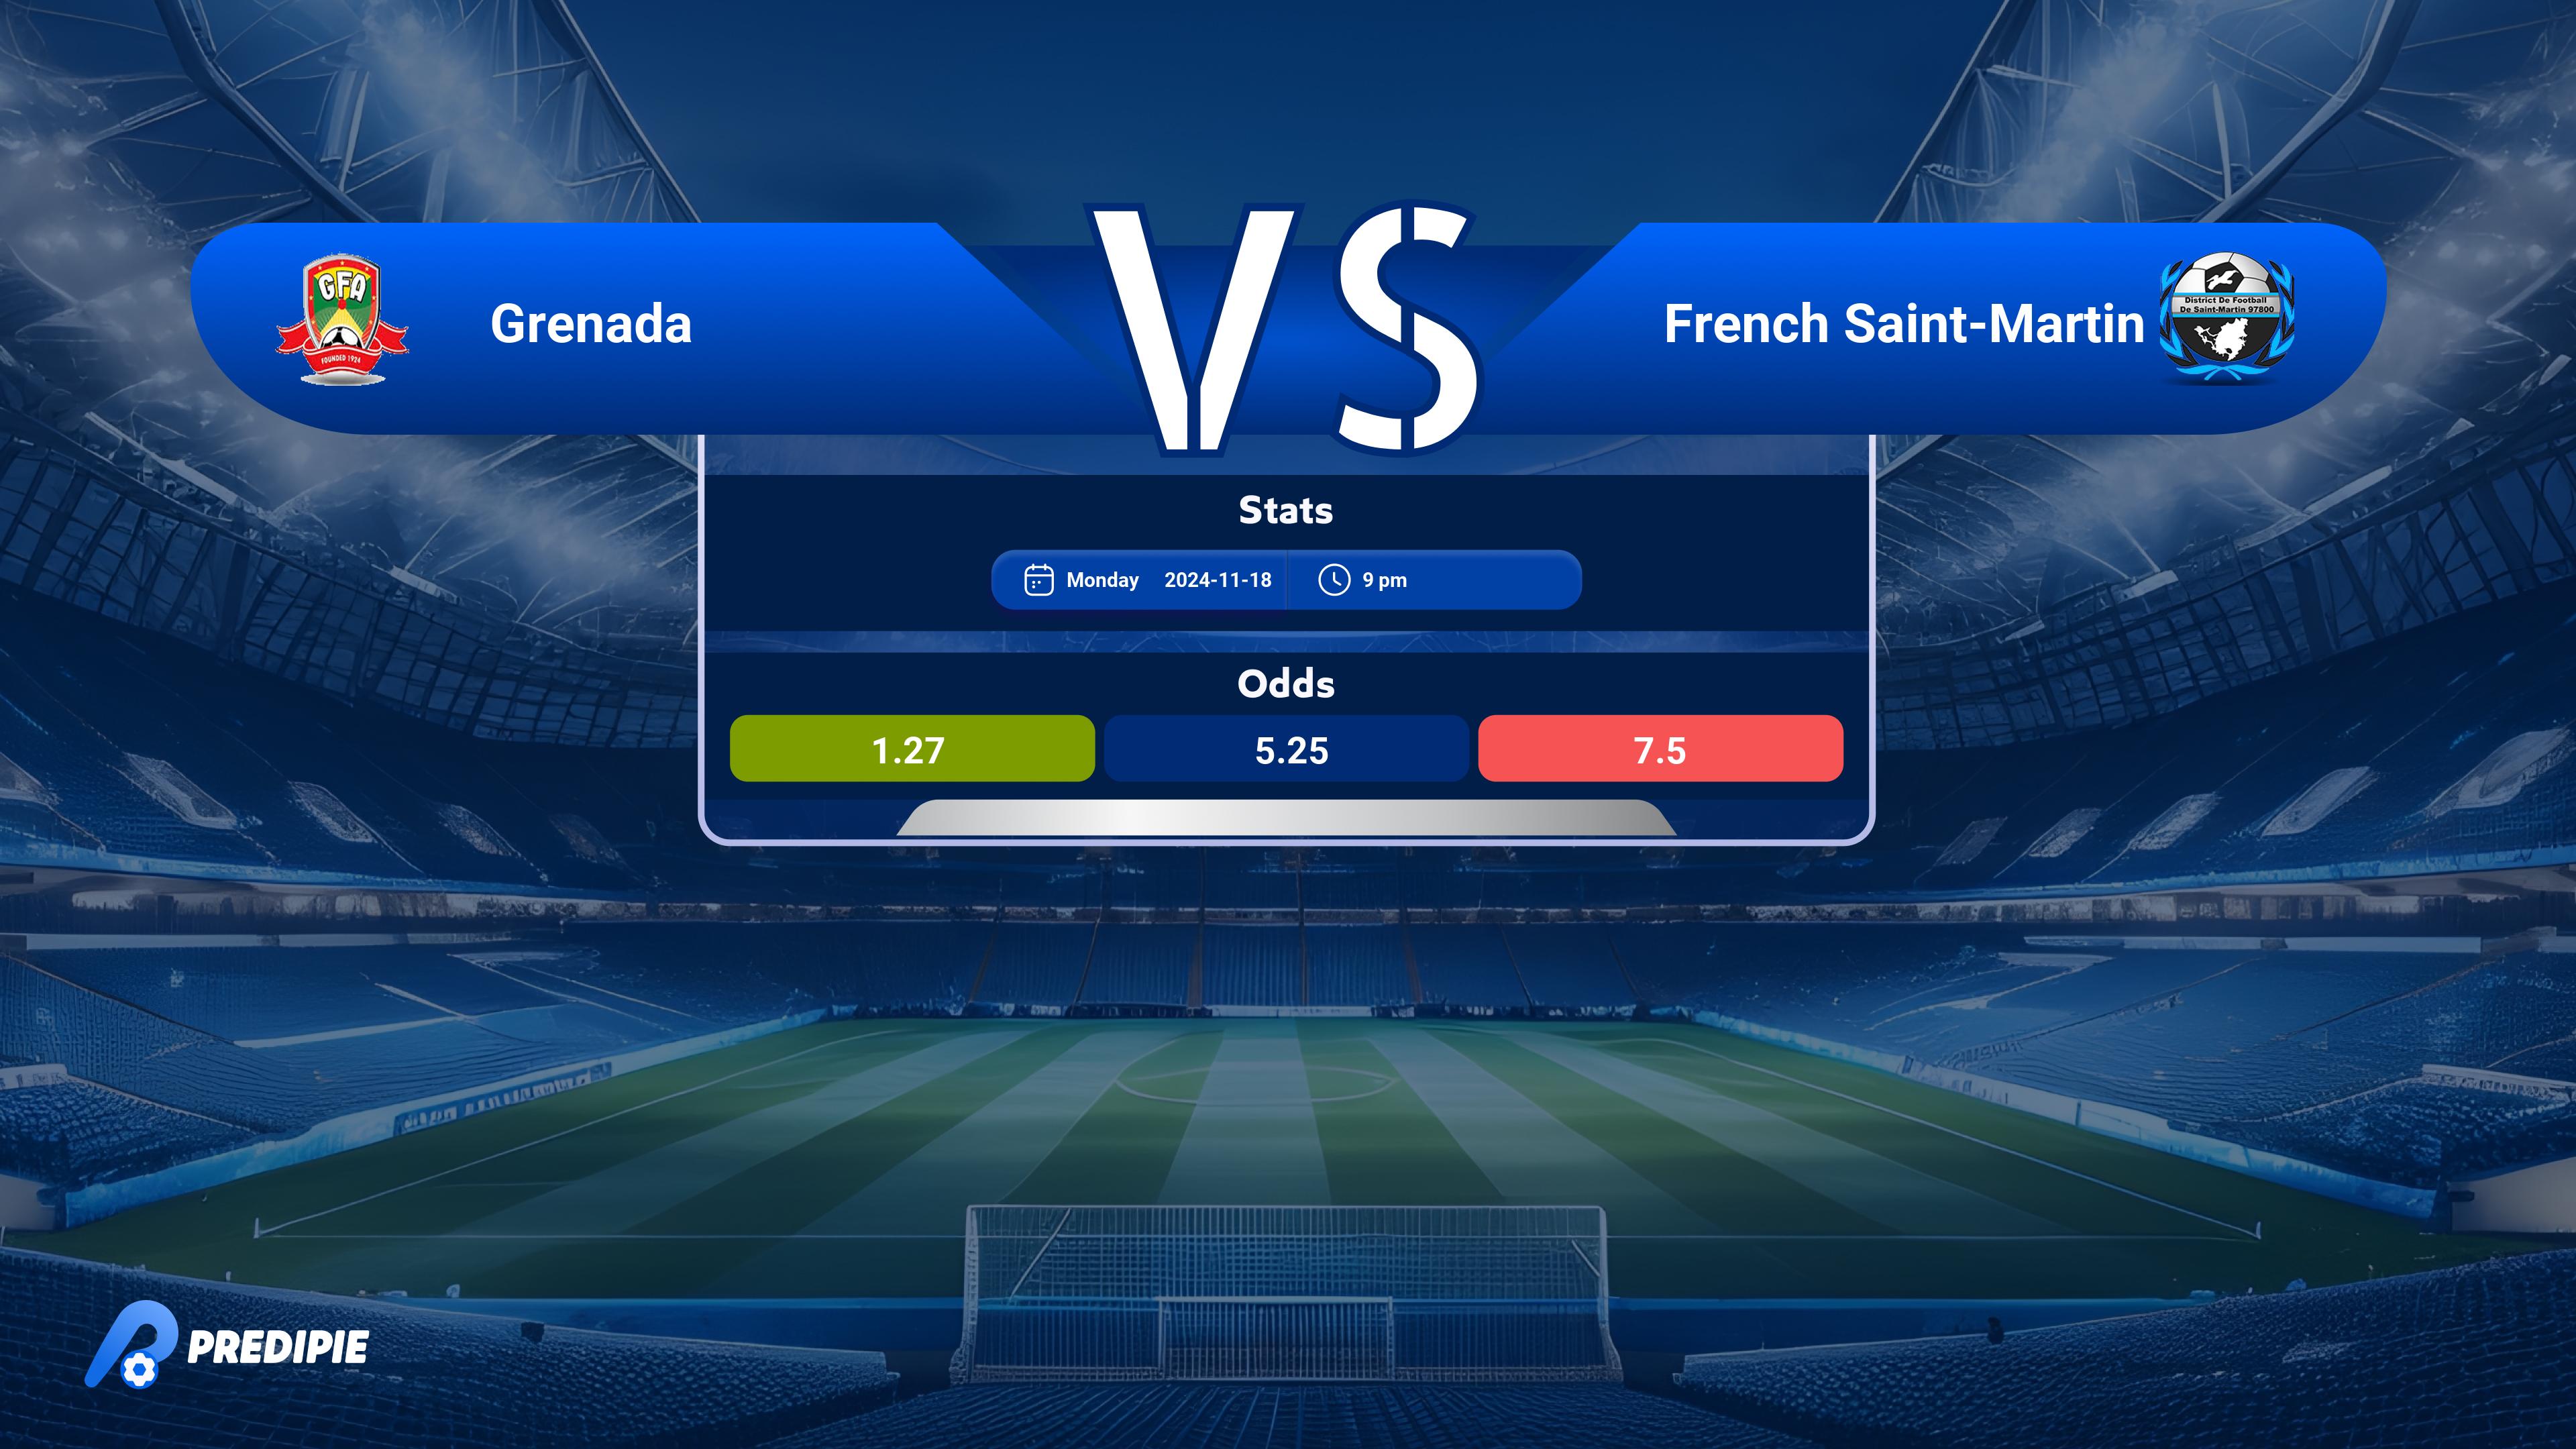 VS
GFA
FOUNDED 1924
Grenada
French Saint-Martin
District De Football
De Saint-Martin 97800
Stats
Monday 2024-11-18 9 pm
Odds
1.27 5.25 7.5
PREDIPIE